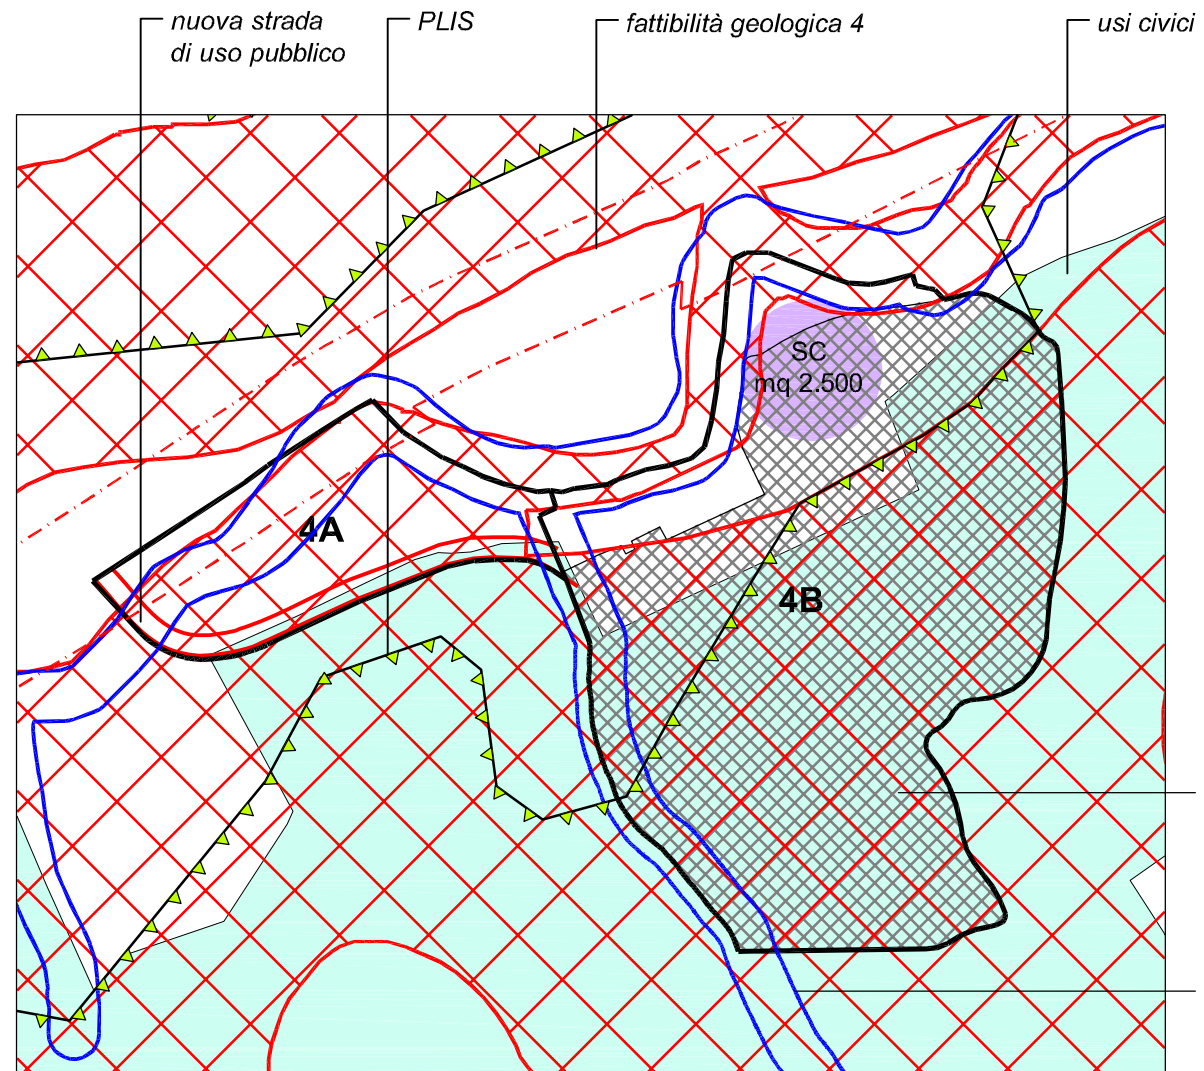 nuova strada
di uso pubblico
PLIS
fattibilità geologica 4
usi civici
SC
mq 2.500
4A
4B